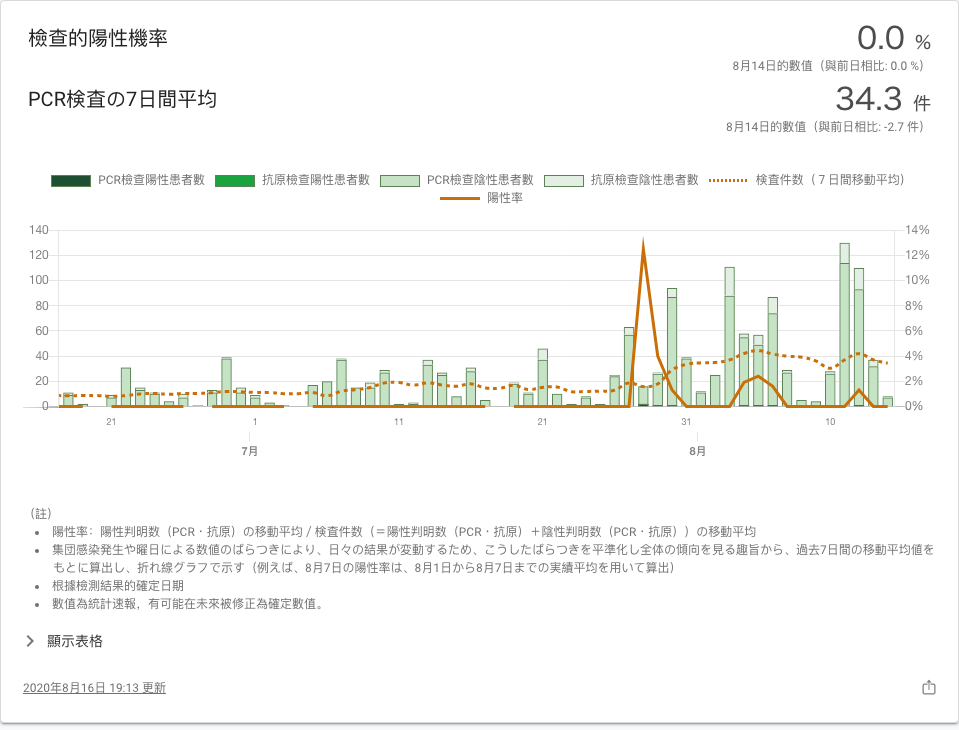 檢查的陽性機率
0.0 %
8月14日的數值（與前日相比: 0.0 %）
PCR検査の7日間平均
34.3 件
8月14日的數值（與前日相比: -2.7 件）
PCR檢查陽性患者數 抗原檢查陽性患者數 PCR檢查陰性患者數 抗原檢查陰性患者數 検査件数（７日間移動平均）
陽性率
140 14%
120 12%
100 10%
80 8%
60 6%
40 4%
20 2%
0 0%
21 1 11 21 31 10
7月 8月
（註）
• 陽性率：陽性判明数（PCR・抗原）の移動平均 / 検査件数（＝陽性判明数（PCR・抗原）＋陰性判明数（PCR・抗原））の移動平均
• 集団感染発生や曜日による数値のばらつきにより、日々の結果が変動するため、こうしたばらつきを平準化し全体の傾向を見る趣旨から、過去7日間の移動平均値を
もとに算出し、折れ線グラフで示す（例えば、8月7日の陽性率は、8月1日から8月7日までの実績平均を用いて算出）
• 根據檢測結果的確定日期
• 數值為統計速報，有可能在未來被修正為確定數值。
顯示表格
2020年8月16日 19:13 更新